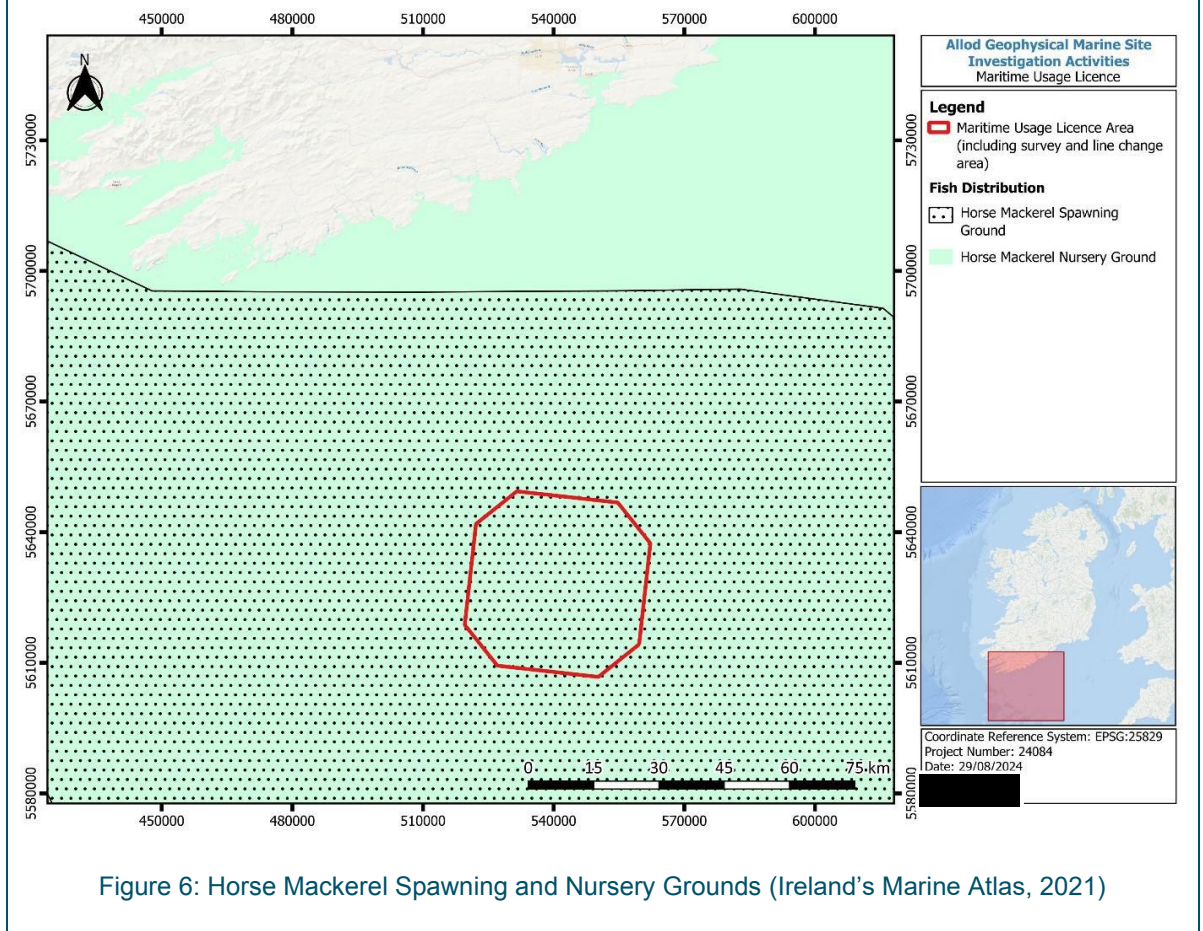 450000 480000 510000 540000 570000 600000
N
5730000
5700000
5670000
5640000
5610000
5580000
5730000
5700000
5670000
5640000
5610000
5580000
0 15 30 45 60 75 km
450000 480000 510000 540000 570000 600000
Allod Geophysical Marine Site
Investigation Activities
Maritime Usage Licence
Legend
Maritime Usage Licence Area
(including survey and line change
area)
Fish Distribution
Horse Mackerel Spawning
Ground
Horse Mackerel Nursery Ground
Coordinate Reference System: EPSG:25829
Project Number: 24084
Date: 29/08/2024
Figure 6: Horse Mackerel Spawning and Nursery Grounds (Ireland’s Marine Atlas, 2021)